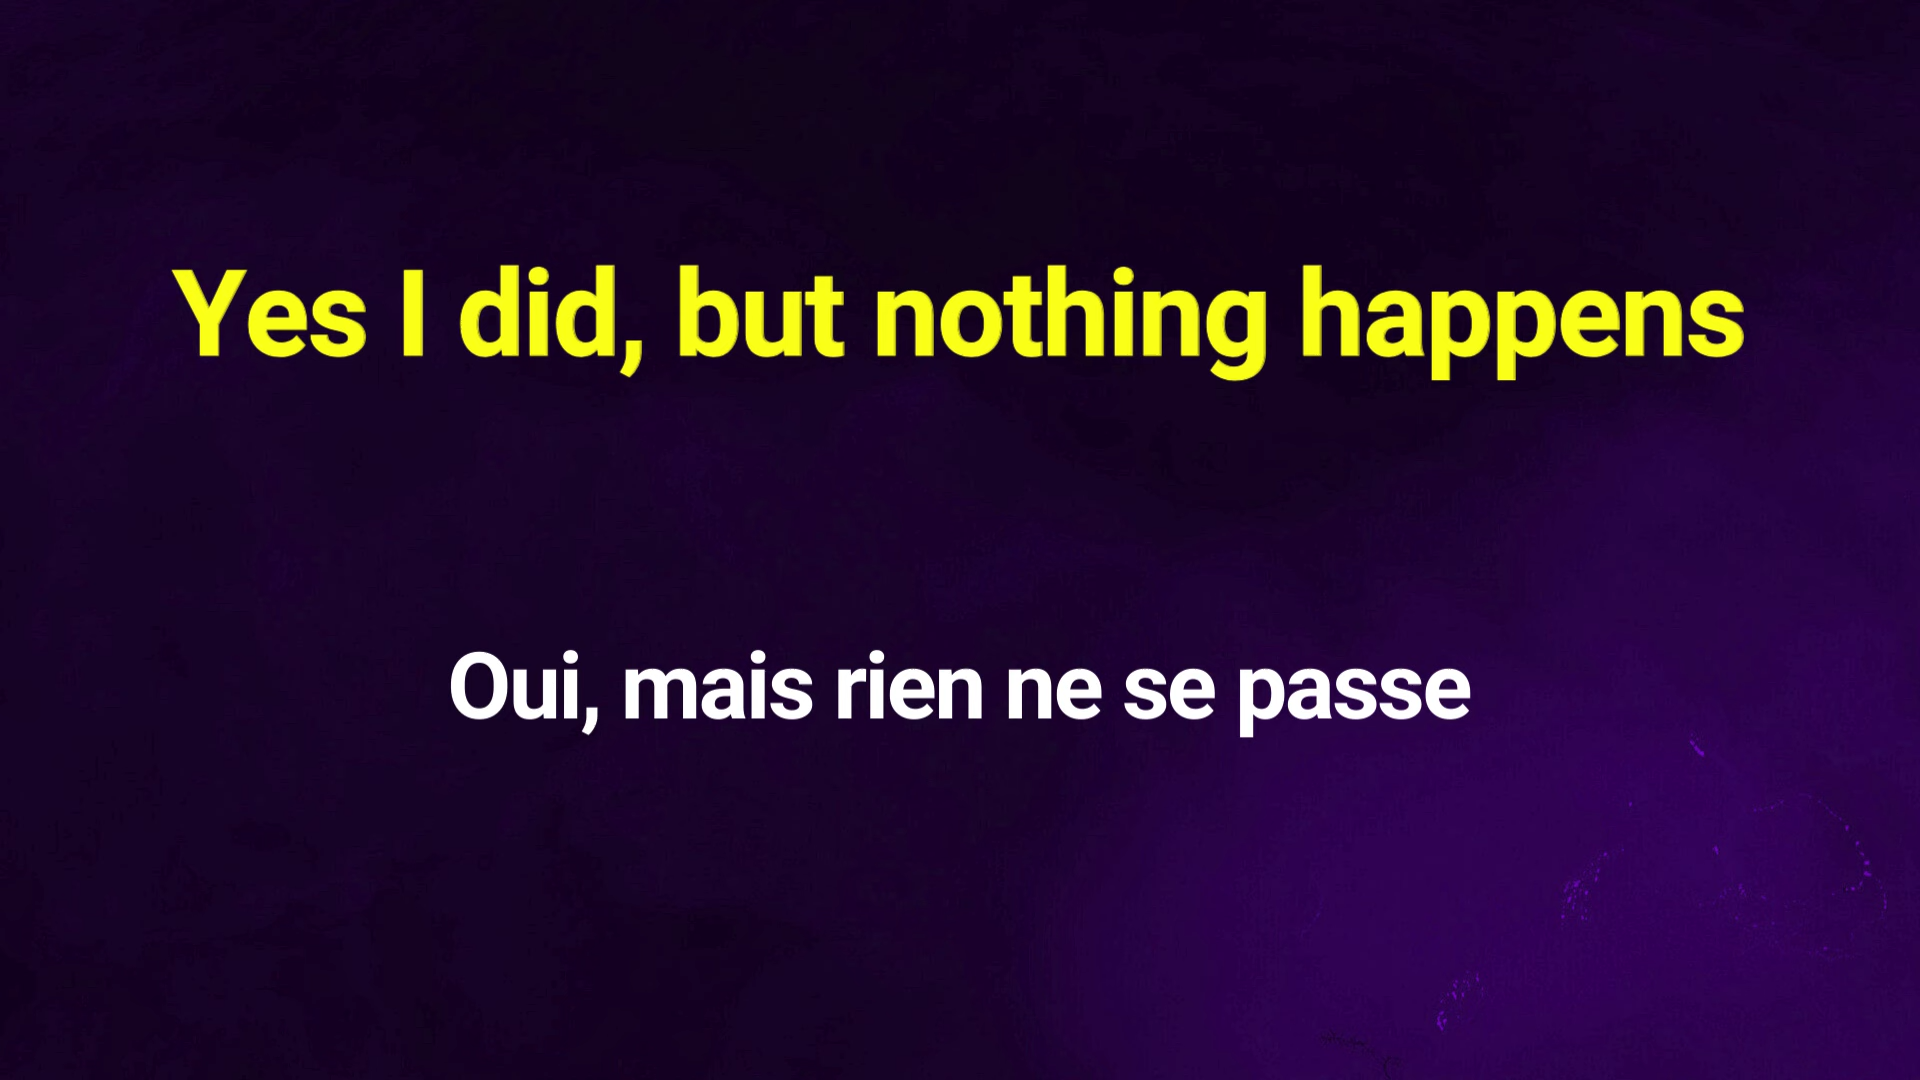 Yes I did, but nothing happens
Oui, mais rien ne se passe